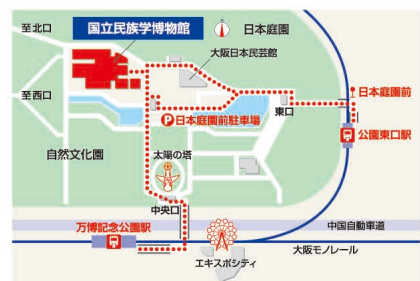 至北口
国立民族学博物館
日本庭園
大阪日本民芸館
至西口
日本庭園前
P日本庭園前駐車場
東口
公園東口駅
自然文化園
太陽の塔
中央口
万博記念公園駅
中国自動車道
大阪モノレール
エキスポシティ